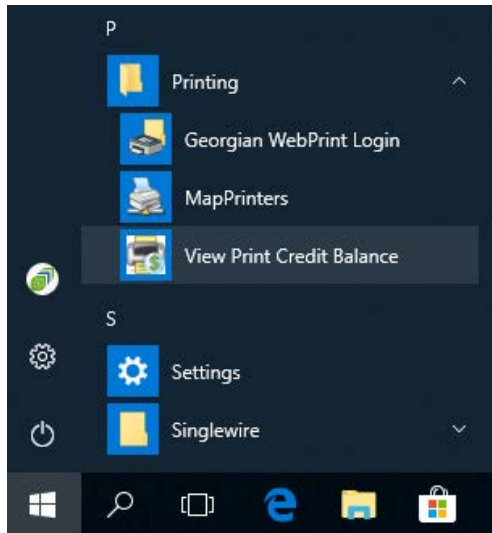 P
Printing
Georgian WebPrint Login
MapPrinters
View Print Credit Balance
S
Settings
Singlewire